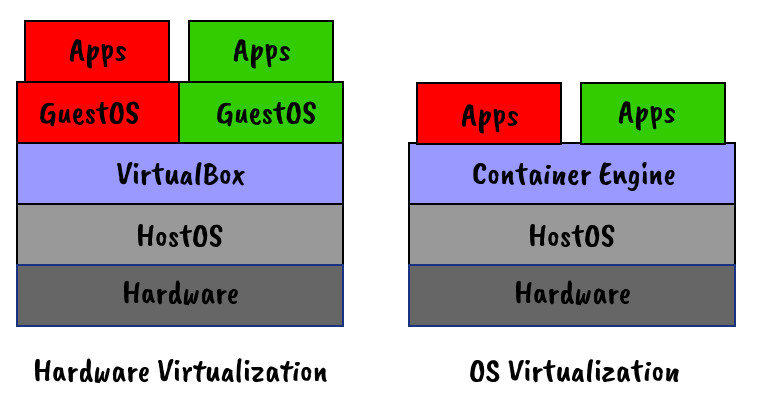 Apps
Apps
GuestOS
GuestOS
VirtualBox
HostOS
Hardware
Hardware Virtualization
Apps
Apps
Container Engine
HostOS
Hardware
OS Virtualization